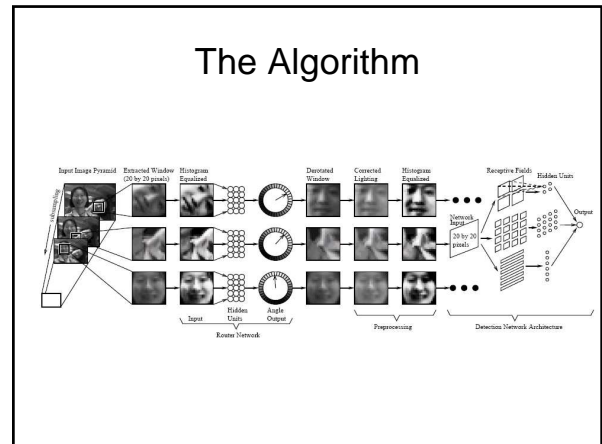 The Algorithm
Input Image Pyramid
Extracted Window
(20 by 20 pixels)
Histogram
Equalized
Derotated
Window
Corrected
Lighting
Histogram
Equalized
Receptive Fields
Hidden Units
subsampling
Network
Input
20 by 20
pixels
Output
Input
Hidden
Units
Angle
Output
Router Network
Preprocessing
Detection Network Architecture